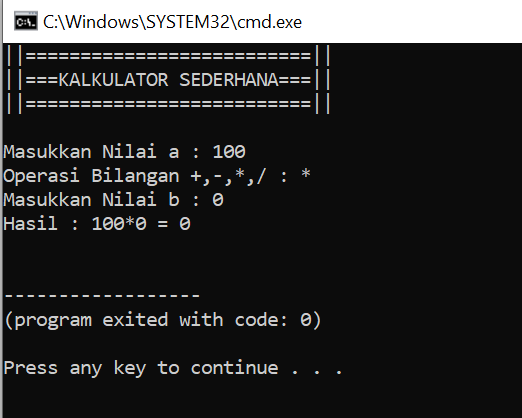 C:\Windows\SYSTEM32\cmd.exe
||==========================||
||===KALKULATOR SEDERHANA===||
||==========================||
Masukkan Nilai a : 100
Operasi Bilangan +,-,*,/ : *
Masukkan Nilai b : 0
Hasil : 100*0 = 0
------------------
(program exited with code: 0)
Press any key to continue . . .